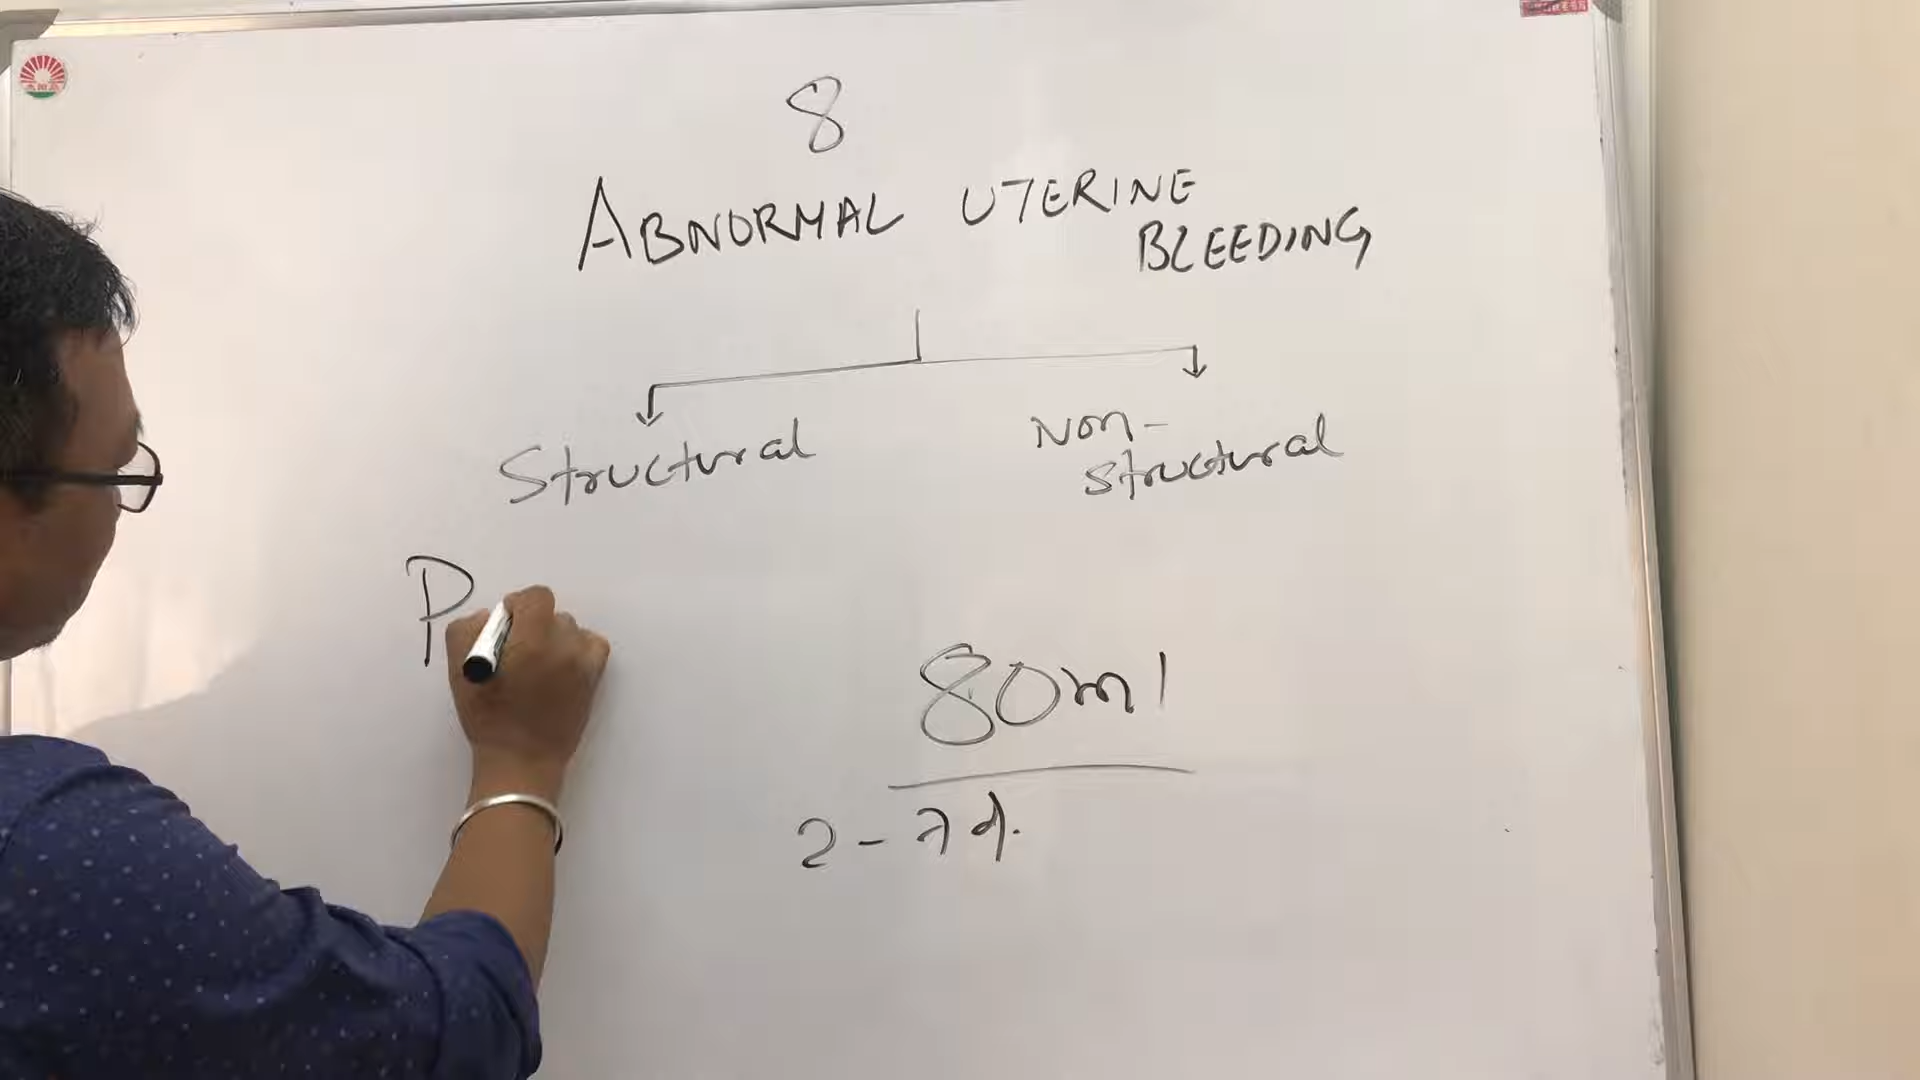 8
ABNORMAL UTERINE
BLEEDING
Structural
Non-
structural
P
80ml
2-7d.